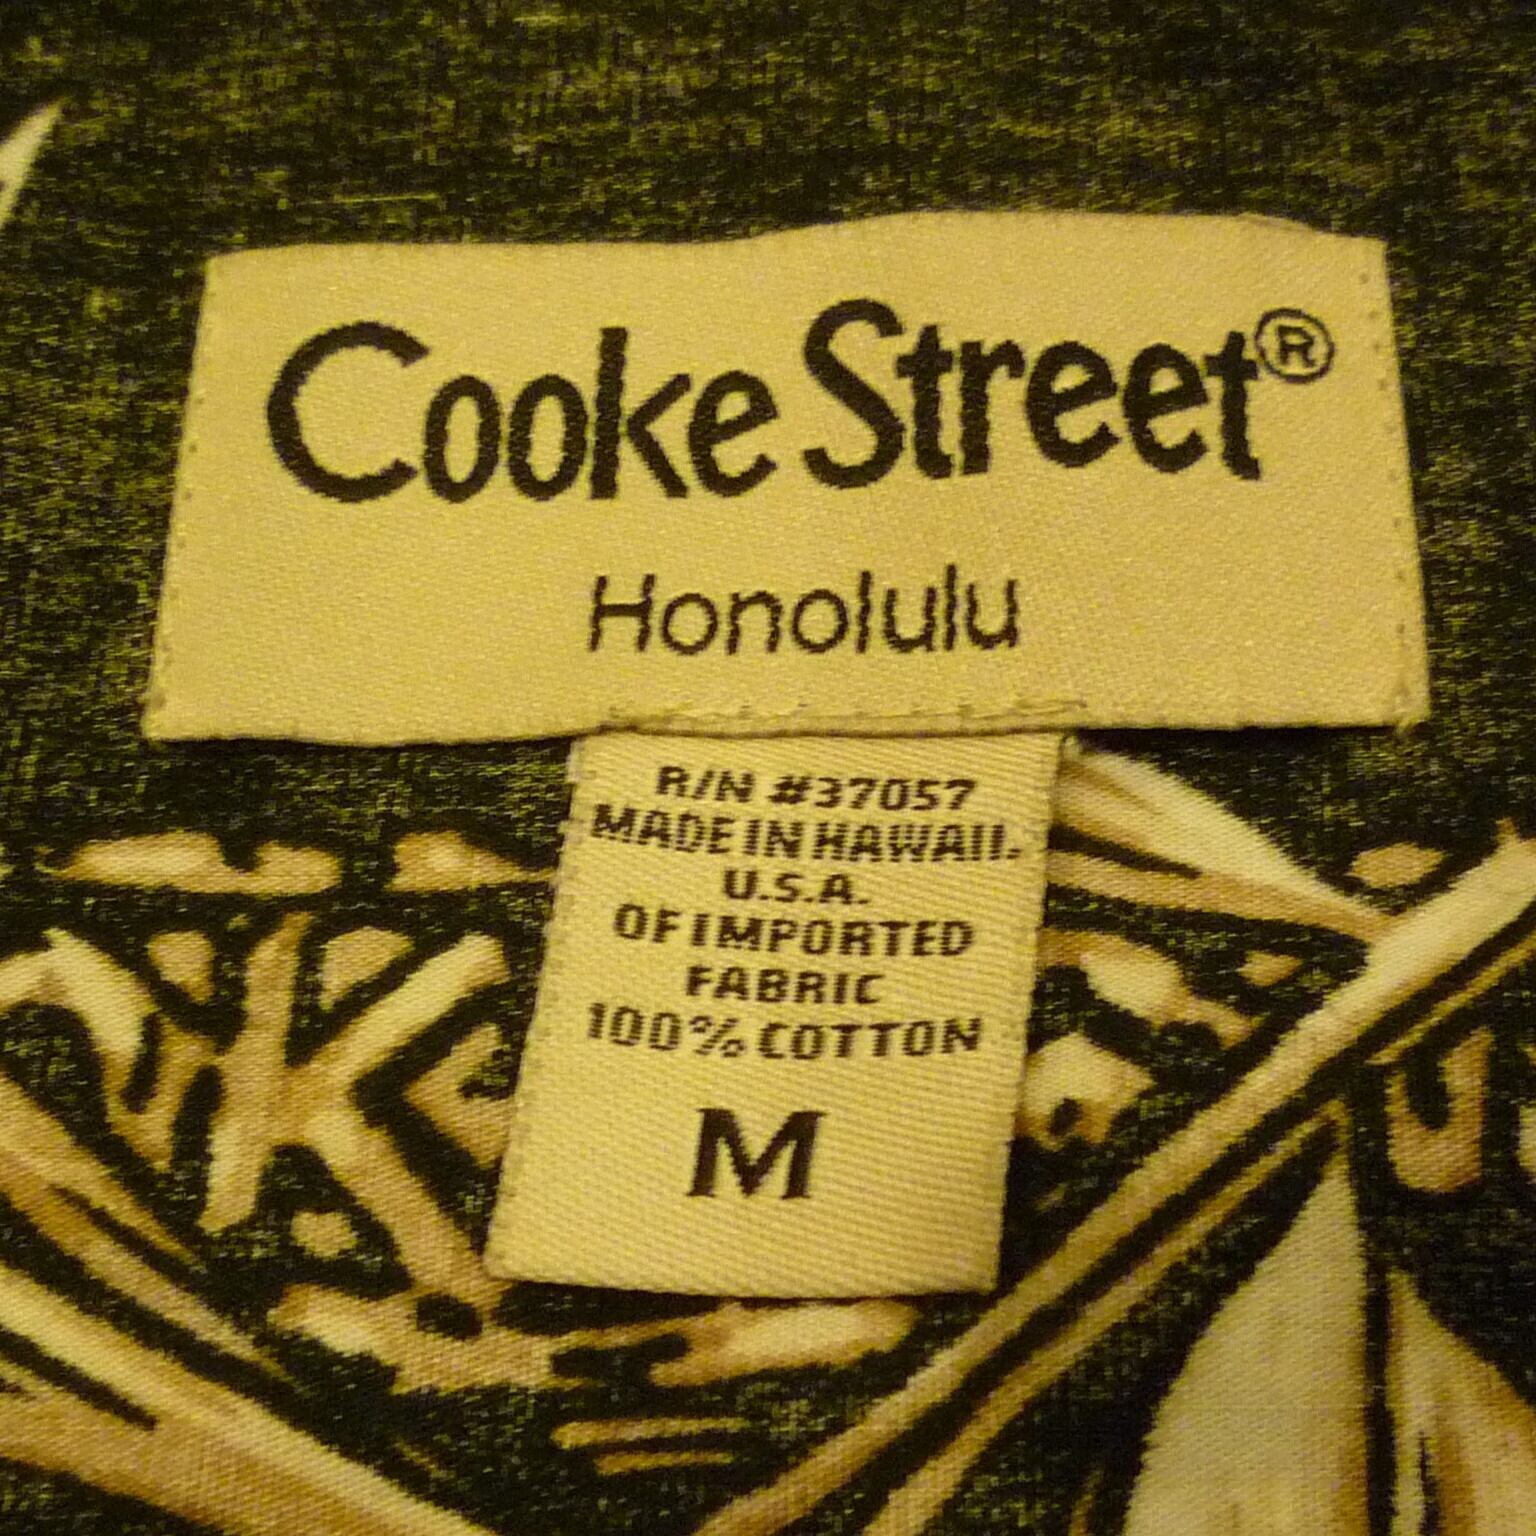 Cooke Street®
Honolulu
R/N #37057
MADE IN HAWAII.
U.S.A.
OF IMPORTED
FABRIC
100% COTTON
M